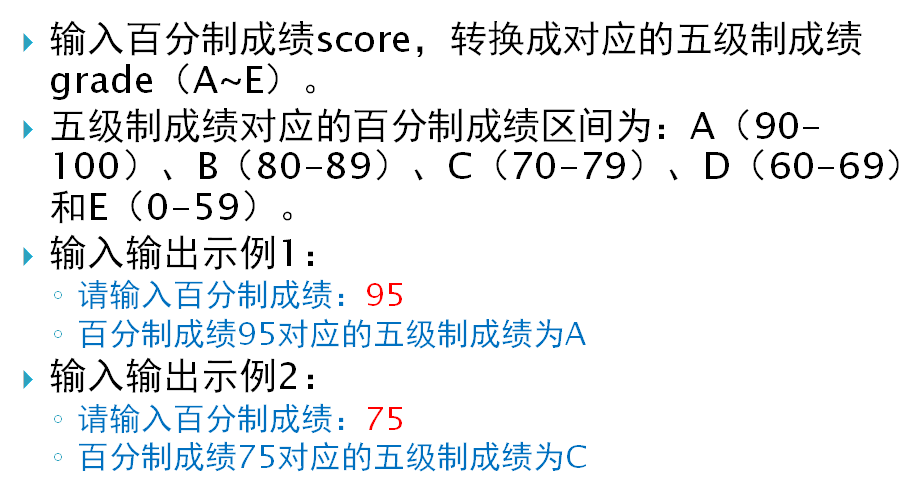 输入百分制成绩score，转换成对应的五级制成绩
grade（A~E）。
五级制成绩对应的百分制成绩区间为：A（90-
100）、B（80-89）、C（70-79）、D（60-69）
和E（0-59）。
输入输出示例1：
请输入百分制成绩：95
百分制成绩95对应的五级制成绩为A
输入输出示例2：
请输入百分制成绩：75
百分制成绩75对应的五级制成绩为C